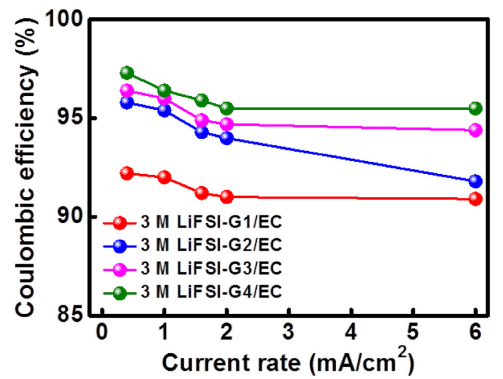 Coulombic efficiency (%)
100
95
90
85
3 M LiFSI-G1/EC
3 M LiFSI-G2/EC
3 M LiFSI-G3/EC
3 M LiFSI-G4/EC
0 1 2 3 4 5 6
Current rate (mA/cm²)